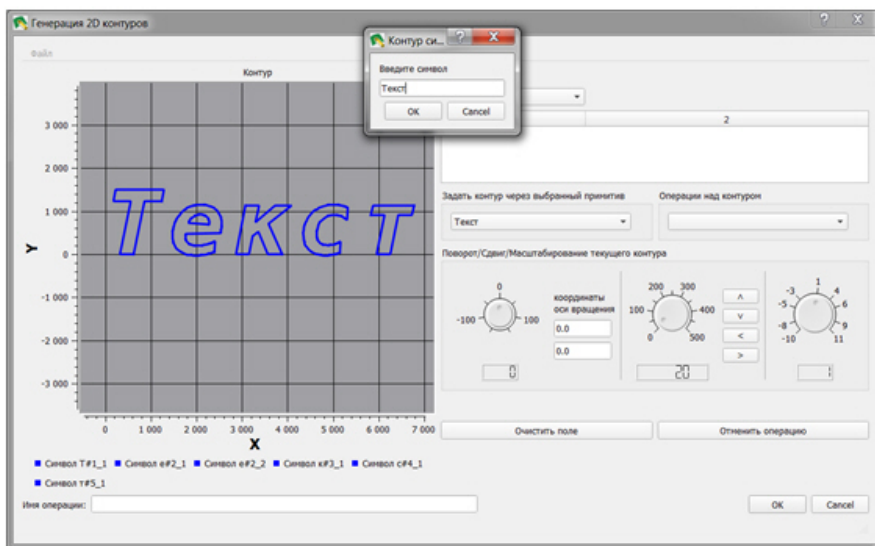 Генерация 2D контуров
Файл
Контур си...
Введите символ
Текст
OK Cancel
Контур
2
3 000
2 000
1 000
0
-1 000
-2 000
-3 000
Y
Текст
0 1 000 2 000 3 000 4 000 5 000 6 000 7 000
X
Символ Т#1_1 Символ е#2_1 Символ е#2_2 Символ к#3_1 Символ с#4_1
Символ т#5_1
Задать контур через выбранный примитив Операции над контуром
Текст
Поворот/Сдвиг/Масштабирование текущего контура
0
-100 100
0
координаты
оси вращения
0.0
0.0
200 300
100 400
0 500
20
^
v
<
>
1
-3 4
-5 6
-8 9
-10 11
1
Очистить поле Отменить операцию
Имя операции:
OK Cancel